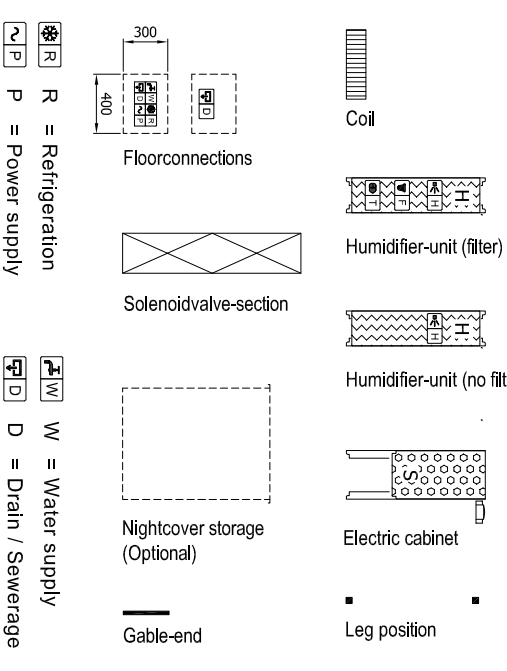 R R = Refrigeration
P P = Power supply
W W = Water supply
D D = Drain / Sewerage
300
400
W R
D P
D
Floorconnections
Solenoidvalve-section
Nightcover storage
(Optional)
Gable-end
Coil
T F H H
Humidifier-unit (filter)
H H
Humidifier-unit (no filt
S
Electric cabinet
Leg position